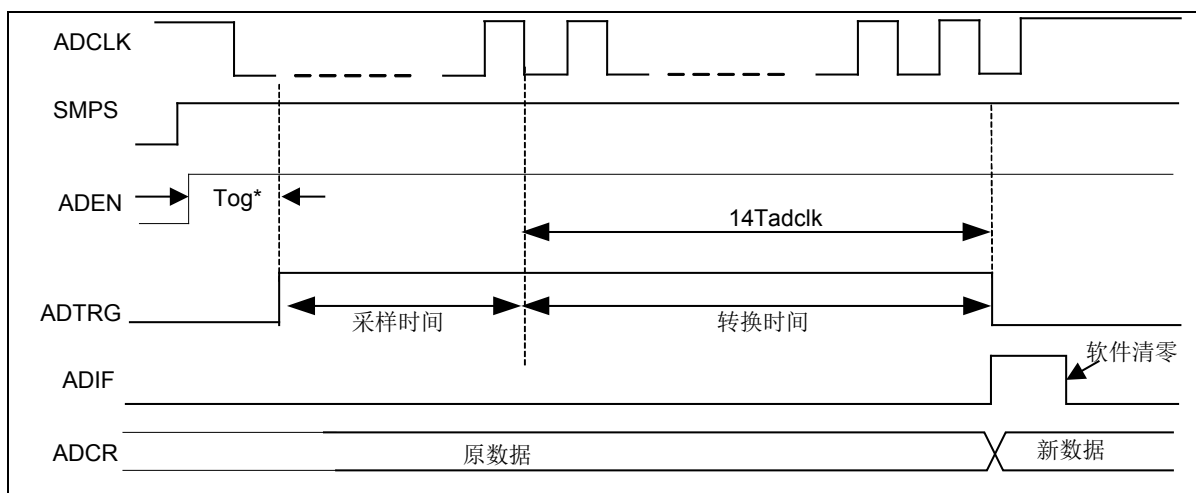 ADCLK
SMPS
ADEN
Tog*
14Tadclk
ADTRG
采样时间
转换时间
软件清零
ADIF
ADCR
原数据
新数据